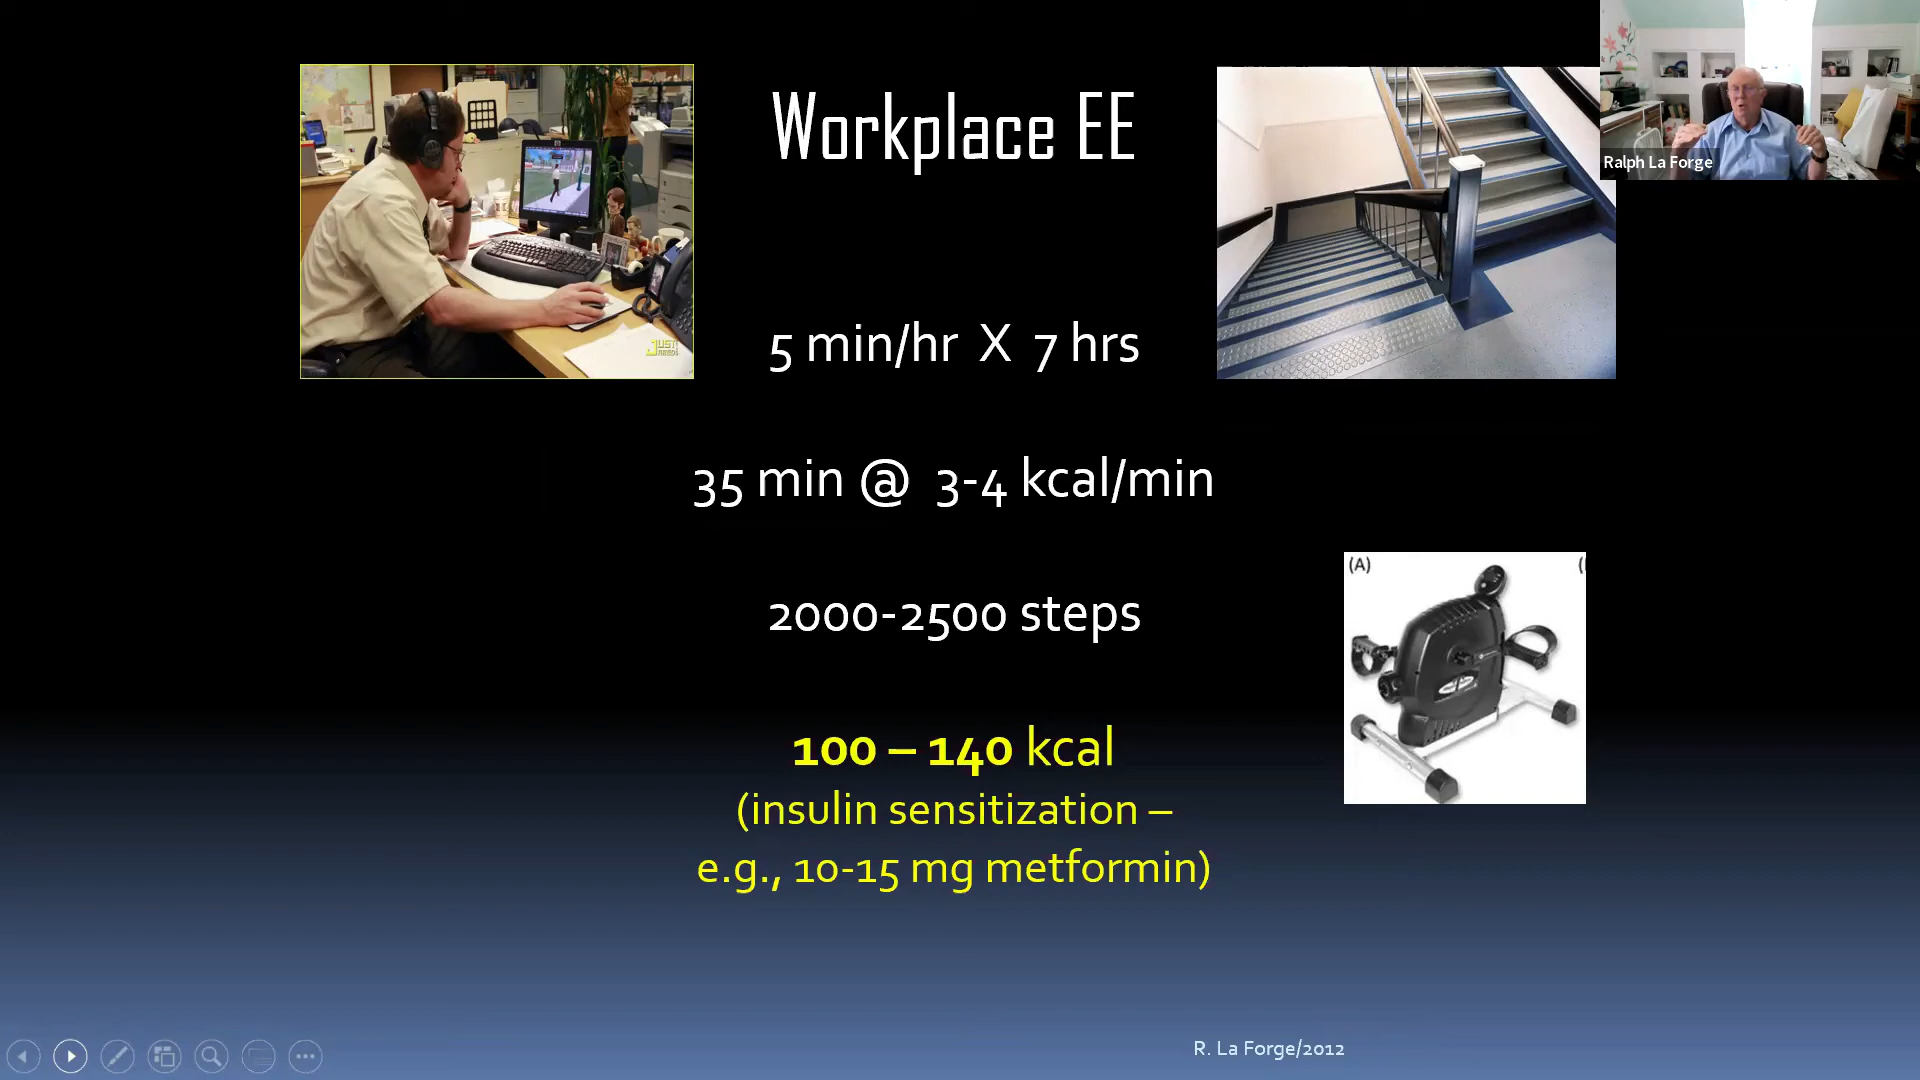 Workplace EE
Ralph La Forge
5 min/hr X 7 hrs
35 min @ 3-4 kcal/min
(A)
2000-2500 steps
100 – 140 kcal
(insulin sensitization –
e.g., 10-15 mg metformin)
R. La Forge/2012